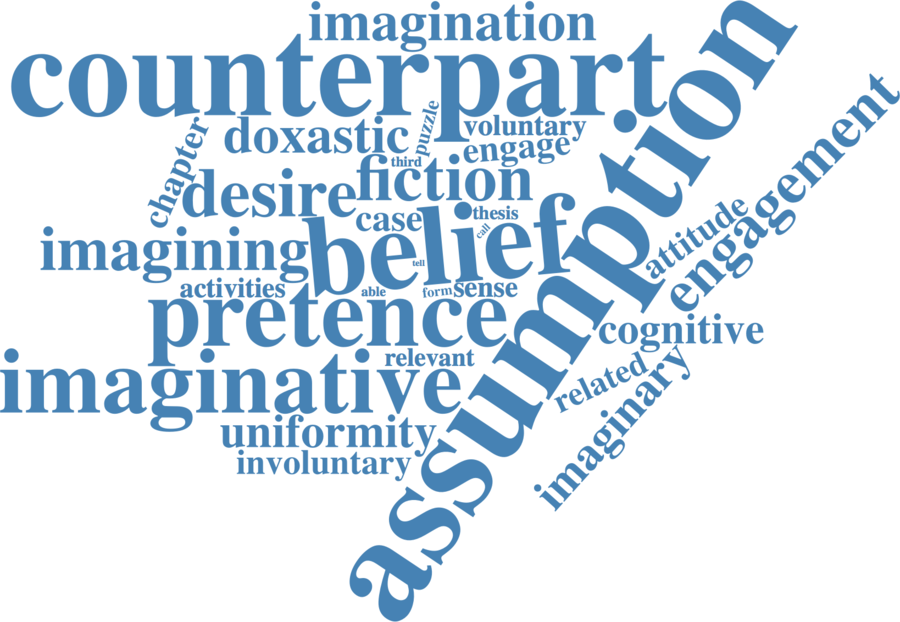 imagination
counterpart
assumption
puzzle
voluntary
doxastic
engage
third
chapter
fiction
desire
engagement
attitude
thesis
case
call
belief
imagining
tell
activities
able
form
sense
pretence
cognitive
relevant
related
imaginary
imaginative
uniformity
involuntary